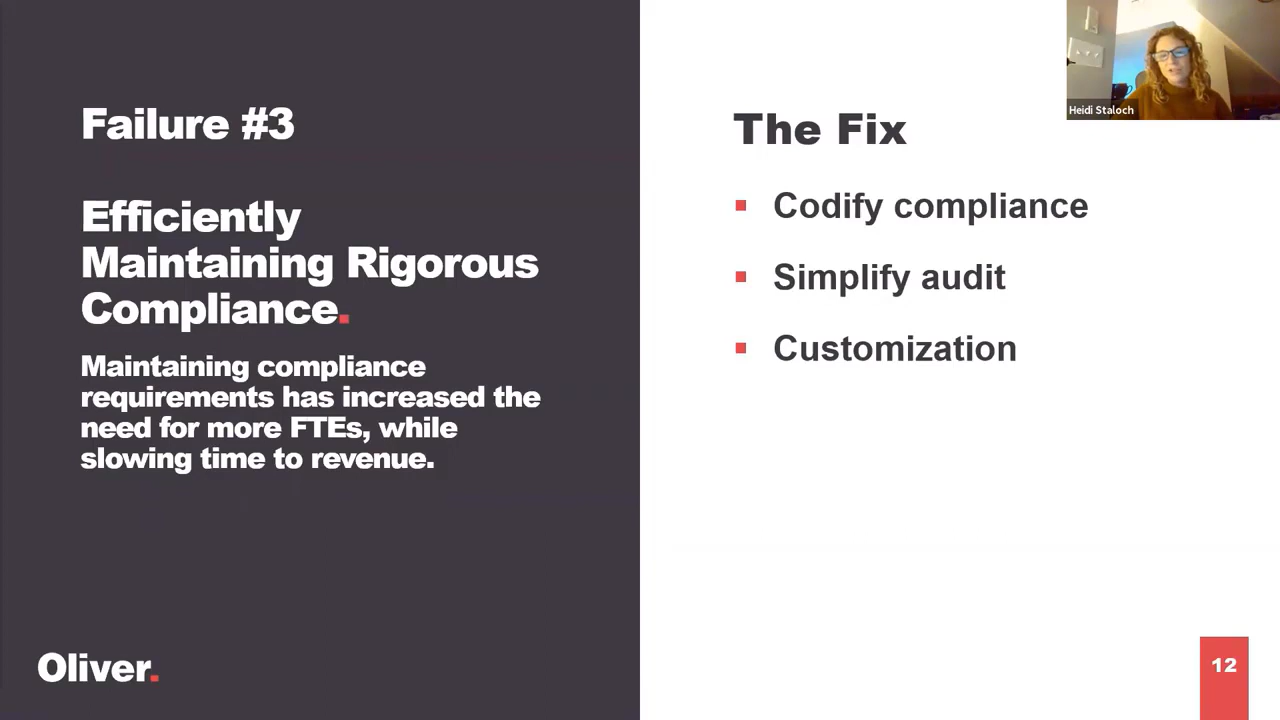 Failure #3
Efficiently
Maintaining Rigorous
Compliance.
Maintaining compliance
requirements has increased the
need for more FTEs, while
slowing time to revenue.
Oliver.
The Fix
Codify compliance
Simplify audit
Customization
Heidi Staloch
12